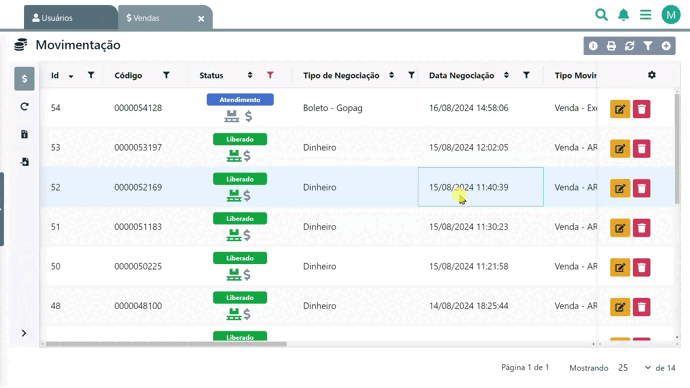 Usuários
$ Vendas
M
Movimentação
Id Código Status Tipo de Negociação Data Negociação Tipo Movin
54 0000054128 Atendimento Boleto - Gopag 16/08/2024 14:58:06 Venda - Exc
53 0000053197 Liberado Dinheiro 15/08/2024 12:02:05 Venda - AR
52 0000052169 Liberado Dinheiro 15/08/2024 11:40:39 Venda - AR
51 0000051183 Liberado Dinheiro 15/08/2024 11:30:23 Venda - AR
50 0000050225 Liberado Dinheiro 15/08/2024 11:21:58 Venda - AR
48 0000048100 Liberado Dinheiro 14/08/2024 18:25:44 Venda - AR
Liberado
Página 1 de 1 Mostrando 25 de 14